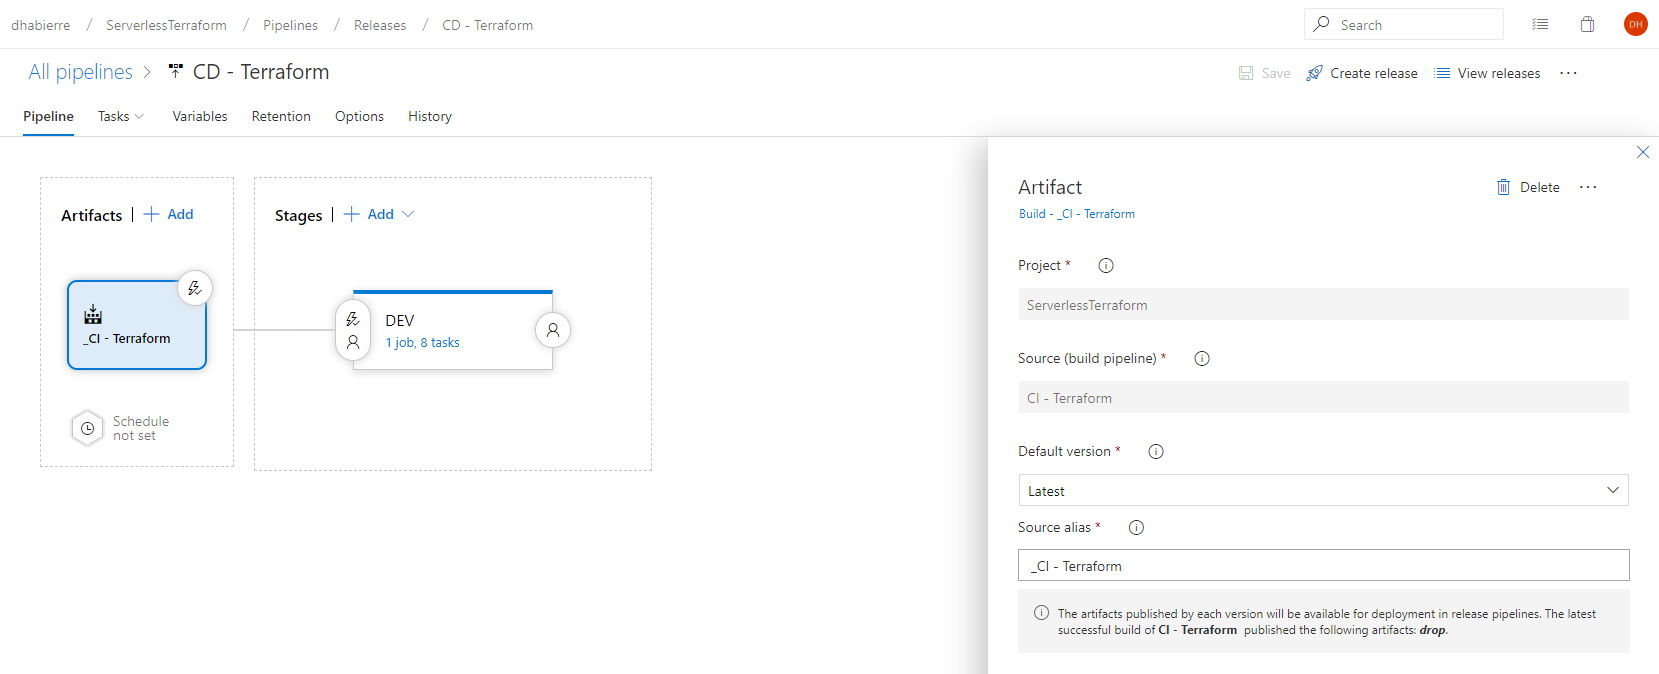 dhabierre / ServerlessTerraform / Pipelines / Releases / CD - Terraform
Search
DH
All pipelines > CD - Terraform
Save Create release View releases ...
Pipeline Tasks Variables Retention Options History
Artifacts | + Add
Stages | + Add
_CI - Terraform
DEV
1 job, 8 tasks
Schedule
not set
Artifact
Delete ...
Build - _CI - Terraform
Project *
ServerlessTerraform
Source (build pipeline) *
CI - Terraform
Default version *
Latest
Source alias *
_CI - Terraform
The artifacts published by each version will be available for deployment in release pipelines. The latest
successful build of CI - Terraform published the following artifacts: drop.